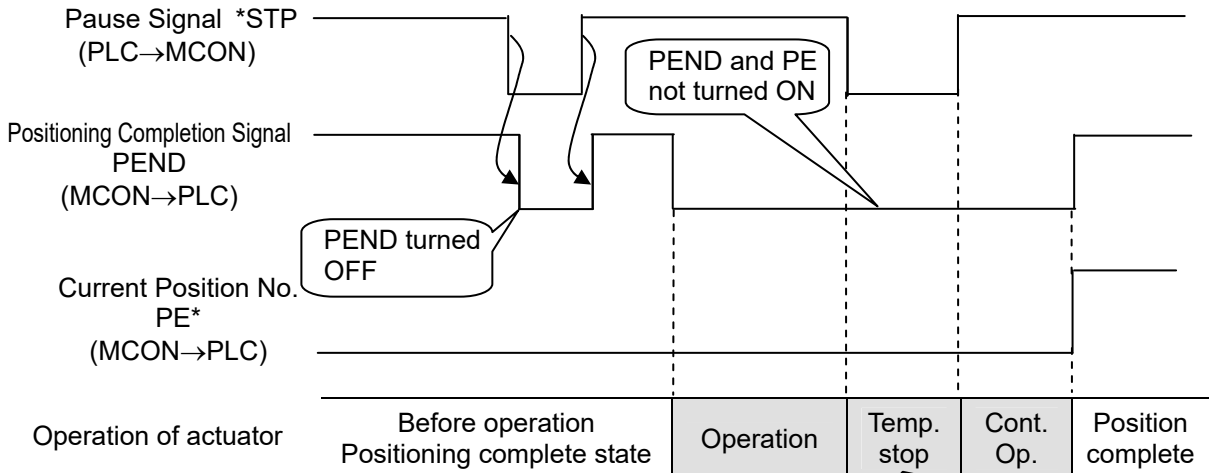 Pause Signal *STP
(PLC→MCON)
PEND and PE
not turned ON
Positioning Completion Signal
PEND
(MCON→PLC)
PEND turned
OFF
Current Position No.
PE*
(MCON→PLC)
Operation of actuator
Before operation
Positioning complete state
Operation
Temp.
stop
Cont.
Op.
Position
complete